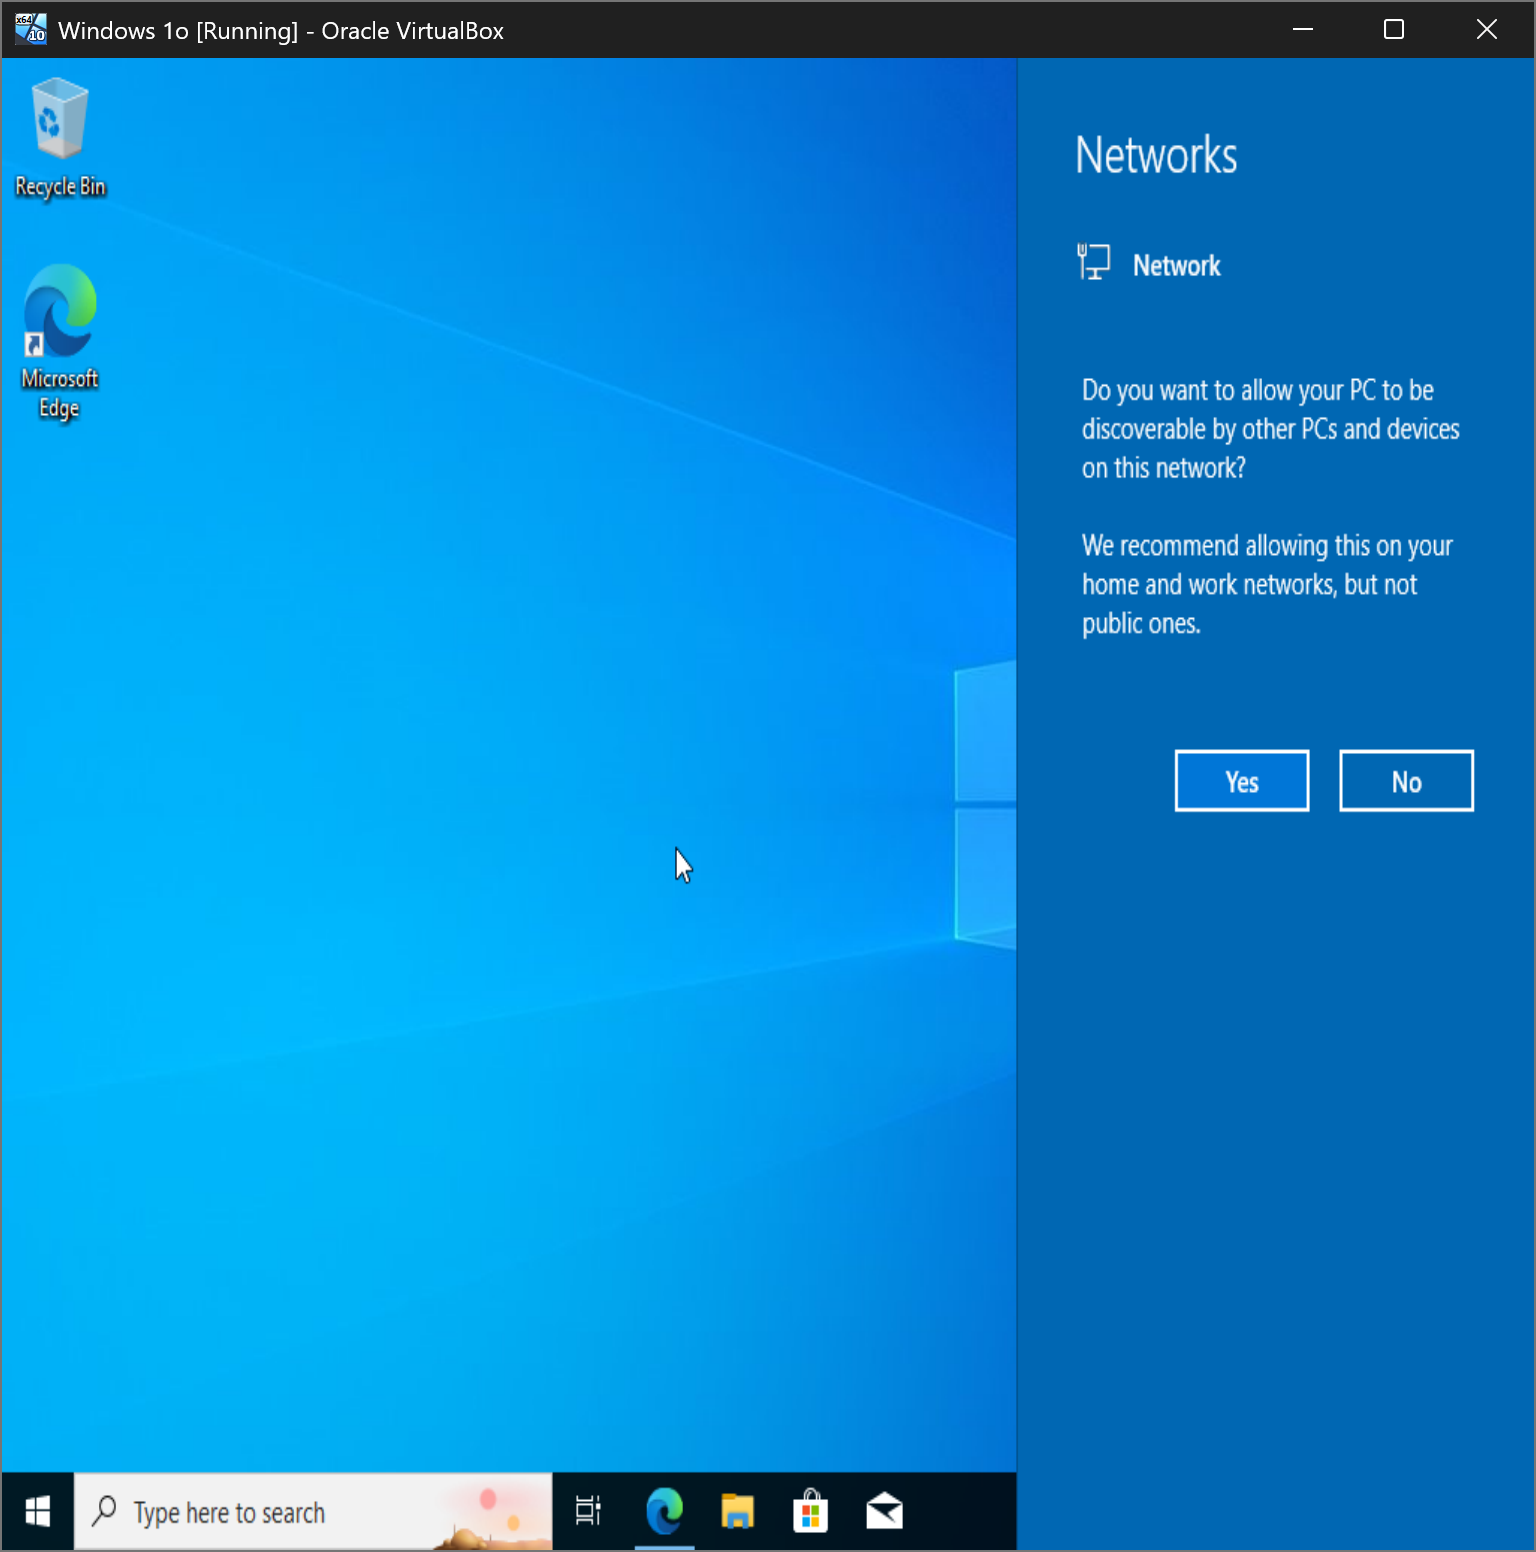 x64
10
Windows 1o [Running] - Oracle VirtualBox
Recycle Bin
Microsoft
Edge
Networks
Network
Do you want to allow your PC to be
discoverable by other PCs and devices
on this network?
We recommend allowing this on your
home and work networks, but not
public ones.
Yes
No
Type here to search